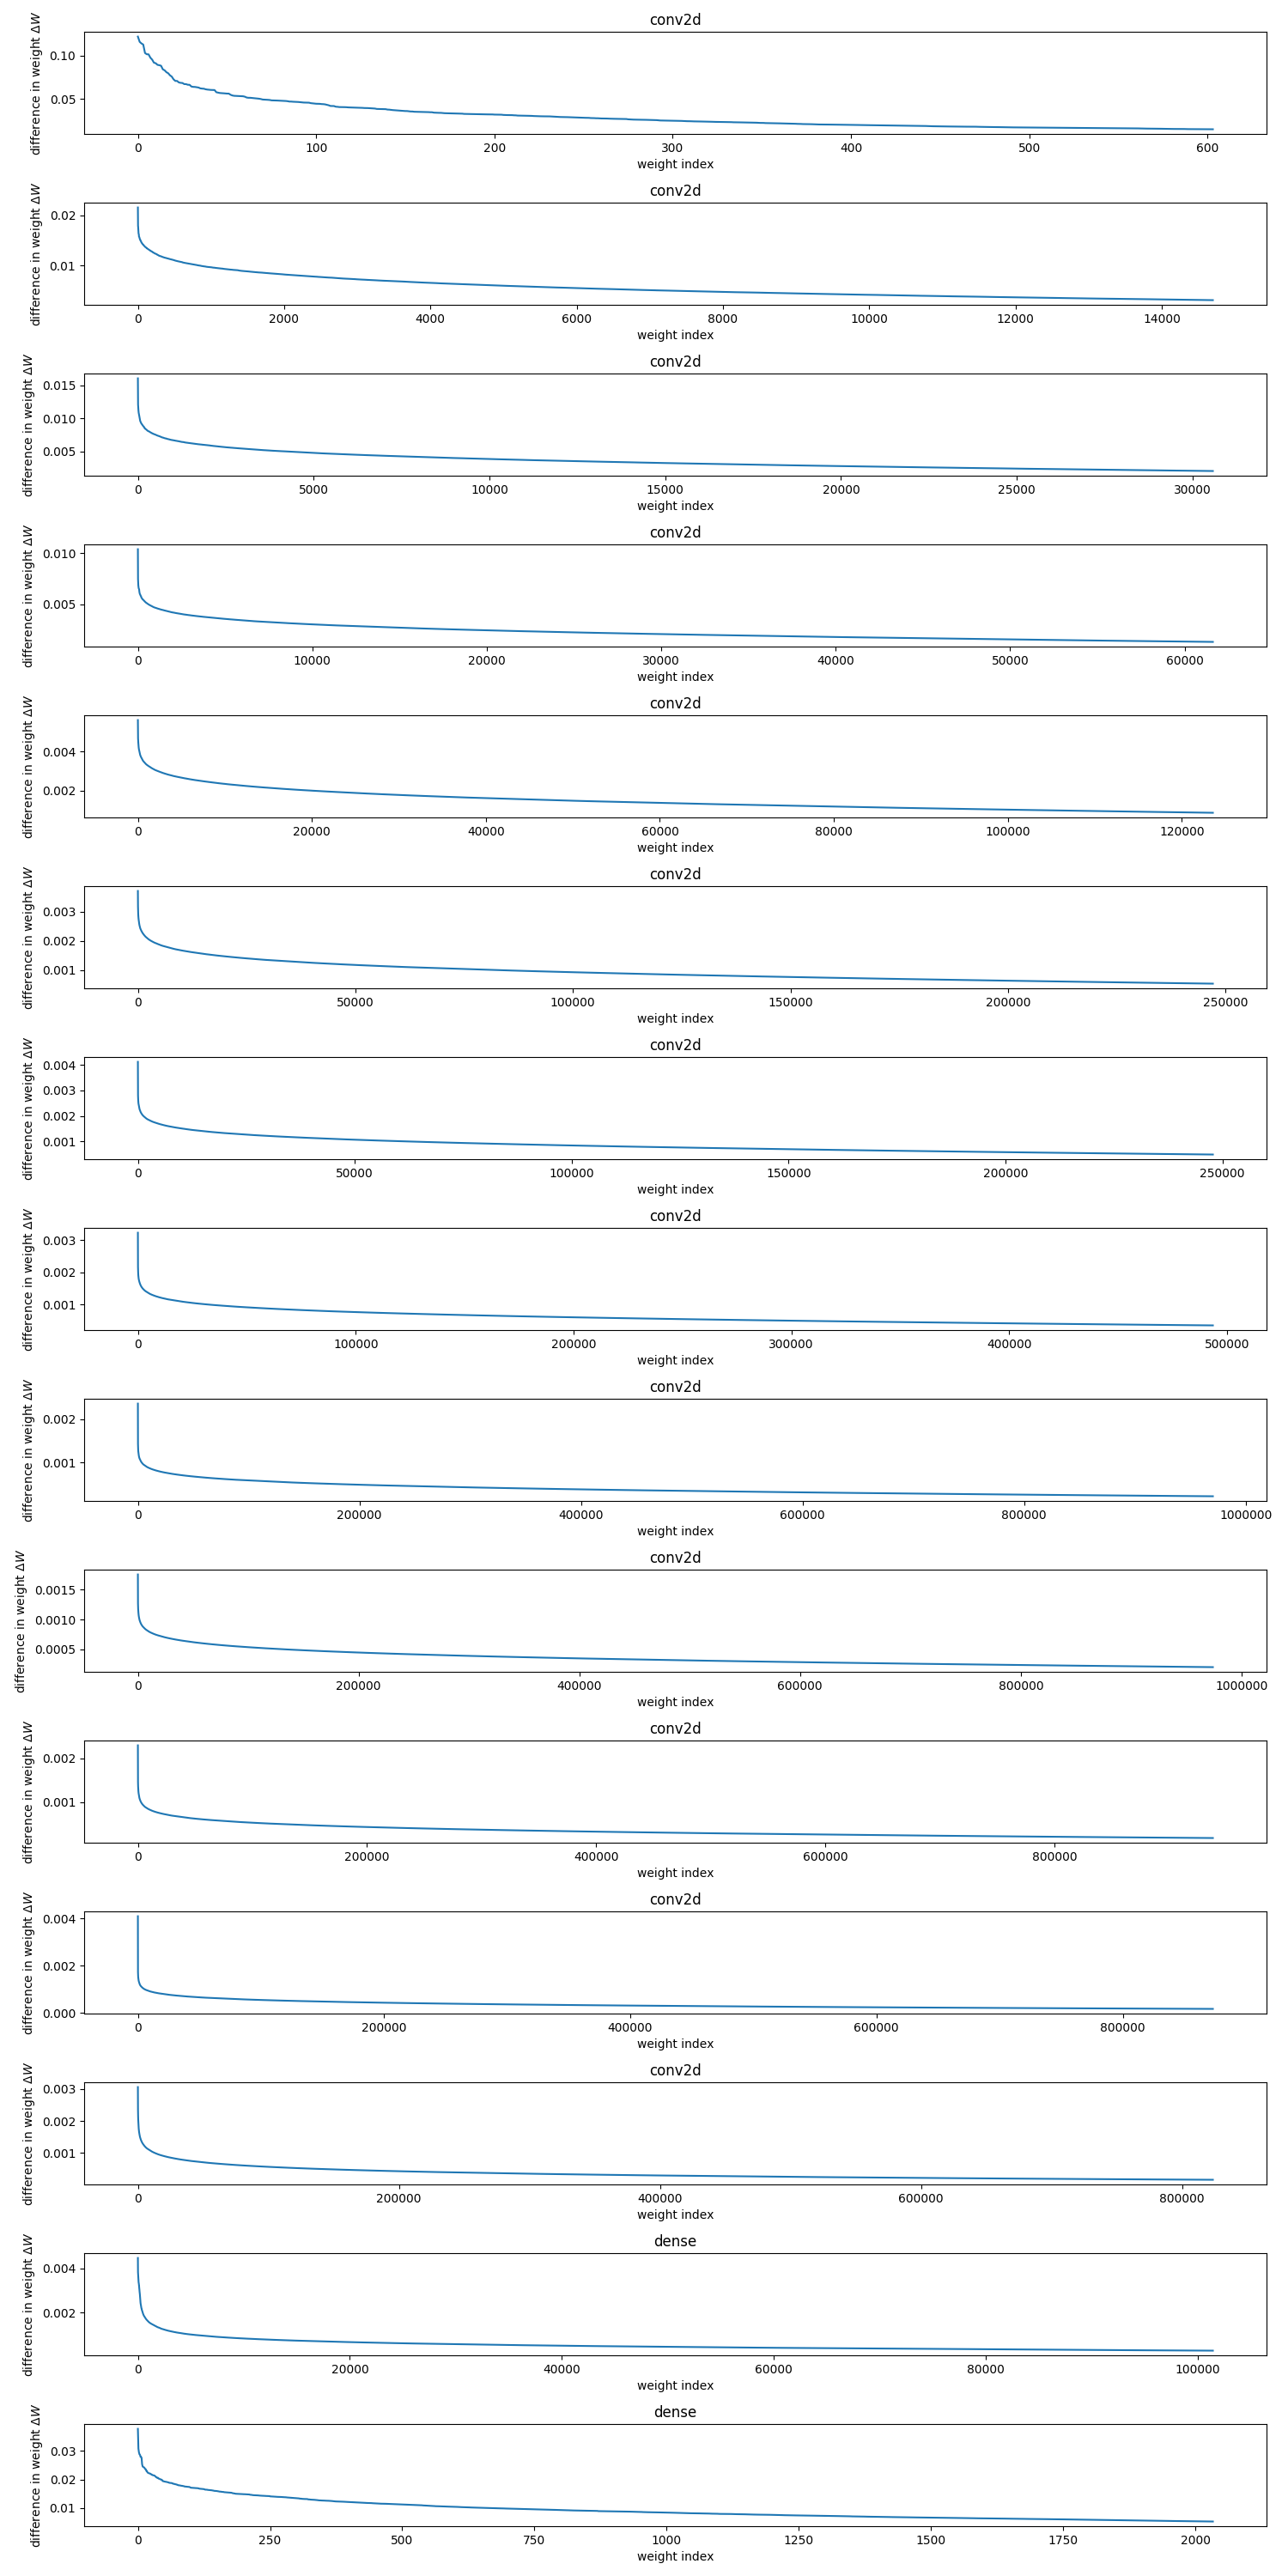 conv2d
difference in weight ΔW
0.10
0.05
0 100 200 300 400 500 600
weight index
conv2d
difference in weight ΔW
0.02
0.01
0 2000 4000 6000 8000 10000 12000 14000
weight index
conv2d
difference in weight ΔW
0.015
0.010
0.005
0 5000 10000 15000 20000 25000 30000
weight index
conv2d
difference in weight ΔW
0.010
0.005
0 10000 20000 30000 40000 50000 60000
weight index
conv2d
difference in weight ΔW
0.004
0.002
0 20000 40000 60000 80000 100000 120000
weight index
conv2d
difference in weight ΔW
0.003
0.002
0.001
0 50000 100000 150000 200000 250000
weight index
conv2d
difference in weight ΔW
0.004
0.003
0.002
0.001
0 50000 100000 150000 200000 250000
weight index
conv2d
difference in weight ΔW
0.003
0.002
0.001
0 100000 200000 300000 400000 500000
weight index
conv2d
difference in weight ΔW
0.002
0.001
0 200000 400000 600000 800000 1000000
weight index
conv2d
difference in weight ΔW
0.0015
0.0010
0.0005
0 200000 400000 600000 800000 1000000
weight index
conv2d
difference in weight ΔW
0.002
0.001
0 200000 400000 600000 800000
weight index
conv2d
difference in weight ΔW
0.004
0.002
0.000
0 200000 400000 600000 800000
weight index
conv2d
difference in weight ΔW
0.003
0.002
0.001
0 200000 400000 600000 800000
weight index
dense
difference in weight ΔW
0.004
0.002
0 20000 40000 60000 80000 100000
weight index
dense
difference in weight ΔW
0.03
0.02
0.01
0 250 500 750 1000 1250 1500 1750 2000
weight index